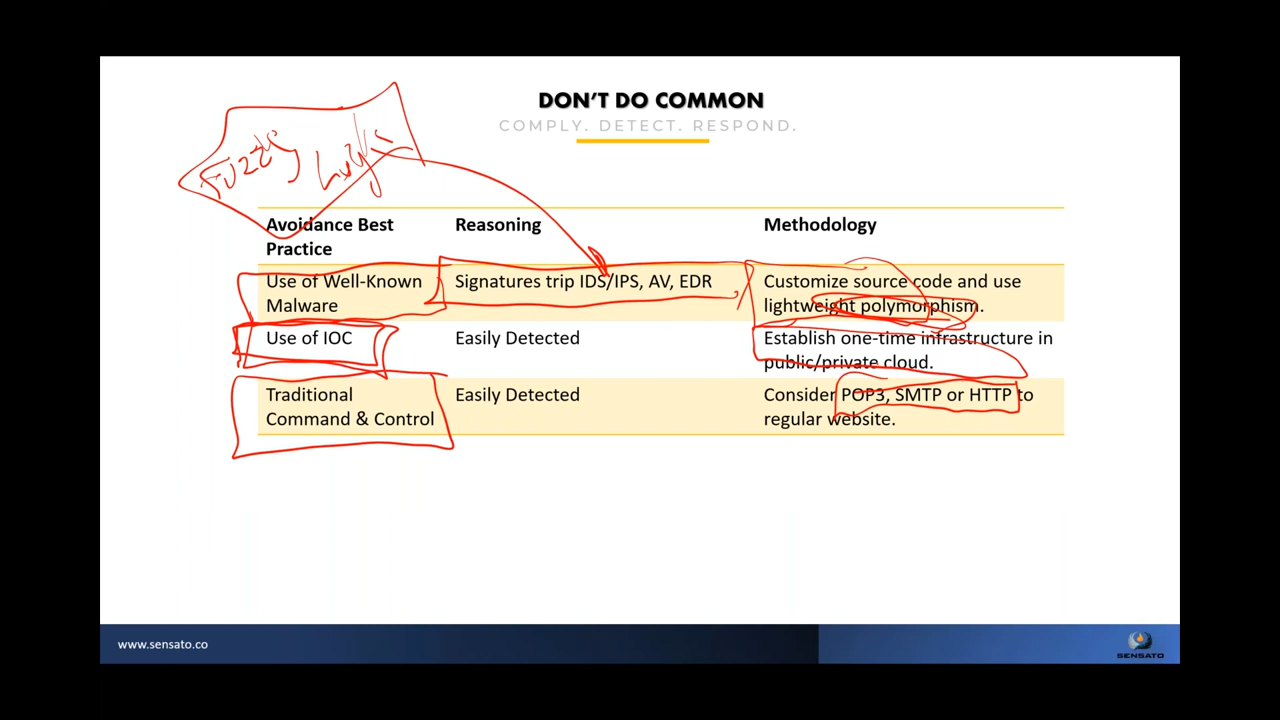 DON'T DO COMMON
COMPLY. DETECT. RESPOND.
Fuzzy Logic
Avoidance Best Practice
Reasoning
Methodology
Use of Well-Known Malware
Signatures trip IDS/IPS, AV, EDR
Customize source code and use
lightweight polymorphism.
Use of IOC
Easily Detected
Establish one-time infrastructure in
public/private cloud.
Traditional
Command & Control
Easily Detected
Consider POP3, SMTP or HTTP to
regular website.
www.sensato.co
SENSATO